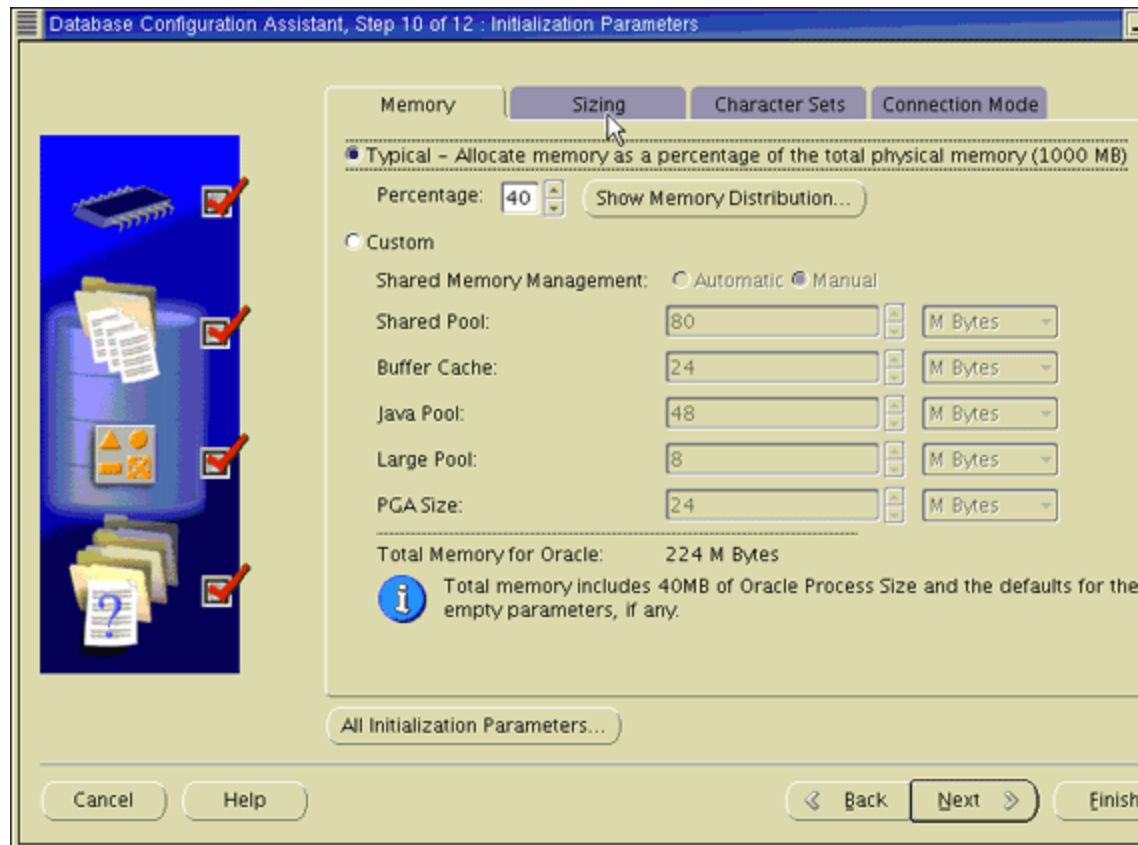 Database Configuration Assistant, Step 10 of 12 : Initialization Parameters
Memory Sizing Character Sets Connection Mode
Typical - Allocate memory as a percentage of the total physical memory (1000 MB)
Percentage: 40 Show Memory Distribution...
Custom
Shared Memory Management: Automatic Manual
Shared Pool: 80 M Bytes
Buffer Cache: 24 M Bytes
Java Pool: 48 M Bytes
Large Pool: 8 M Bytes
PGA Size: 24 M Bytes
Total Memory for Oracle: 224 M Bytes
Total memory includes 40MB of Oracle Process Size and the defaults for the
empty parameters, if any.
All Initialization Parameters...
Cancel Help Back Next Finish